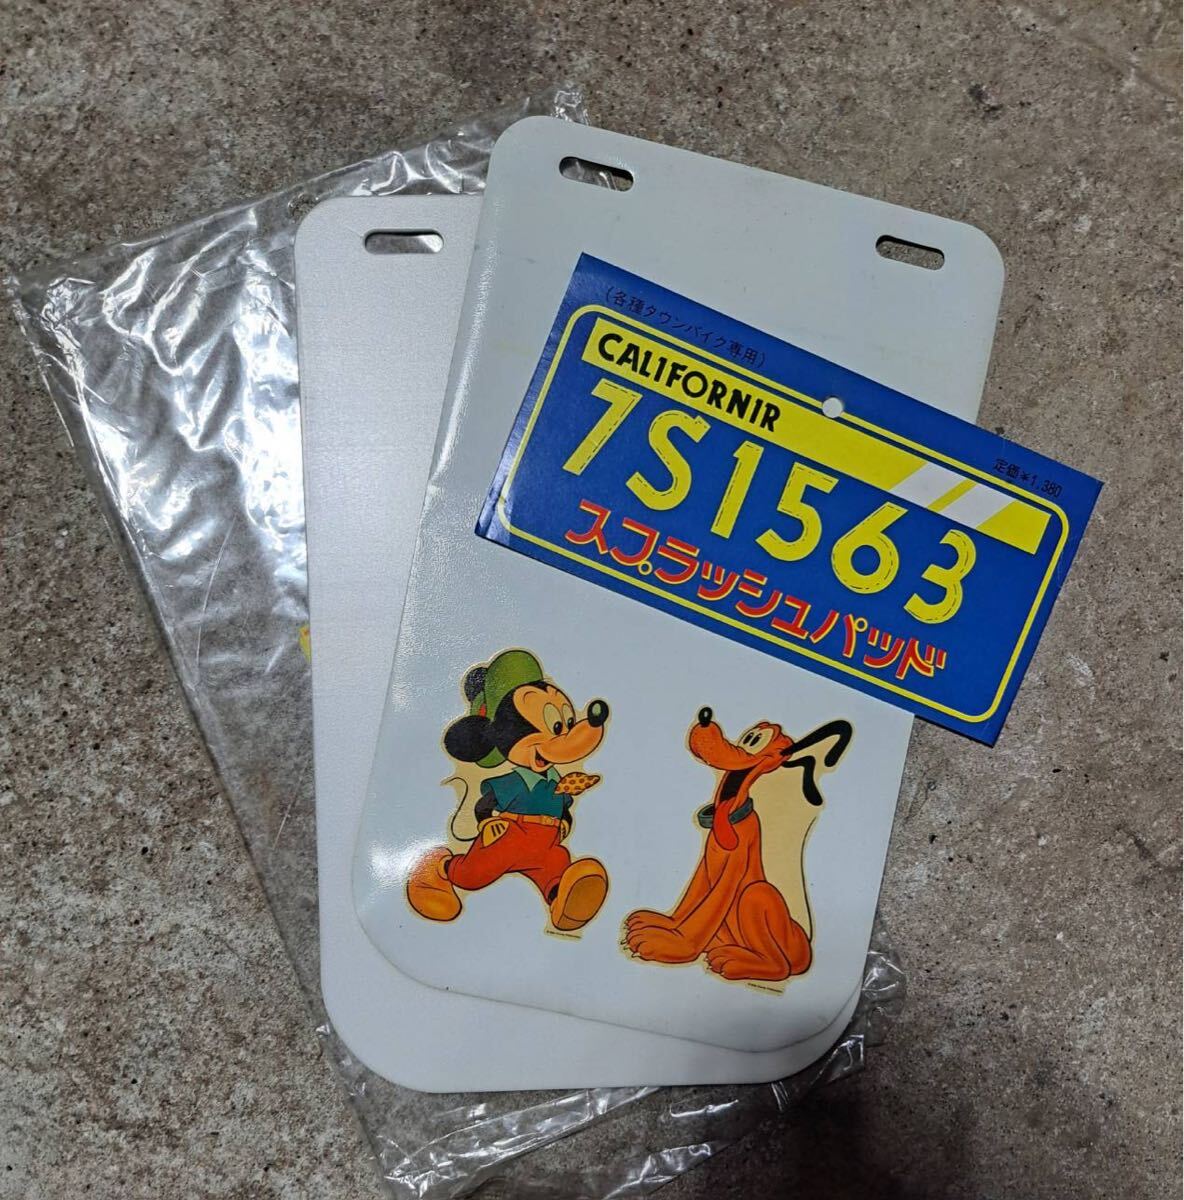 (各種タウンバイク専用)
CALIFORNIR
定価¥1,380
7S1563
スプラッシュパッド